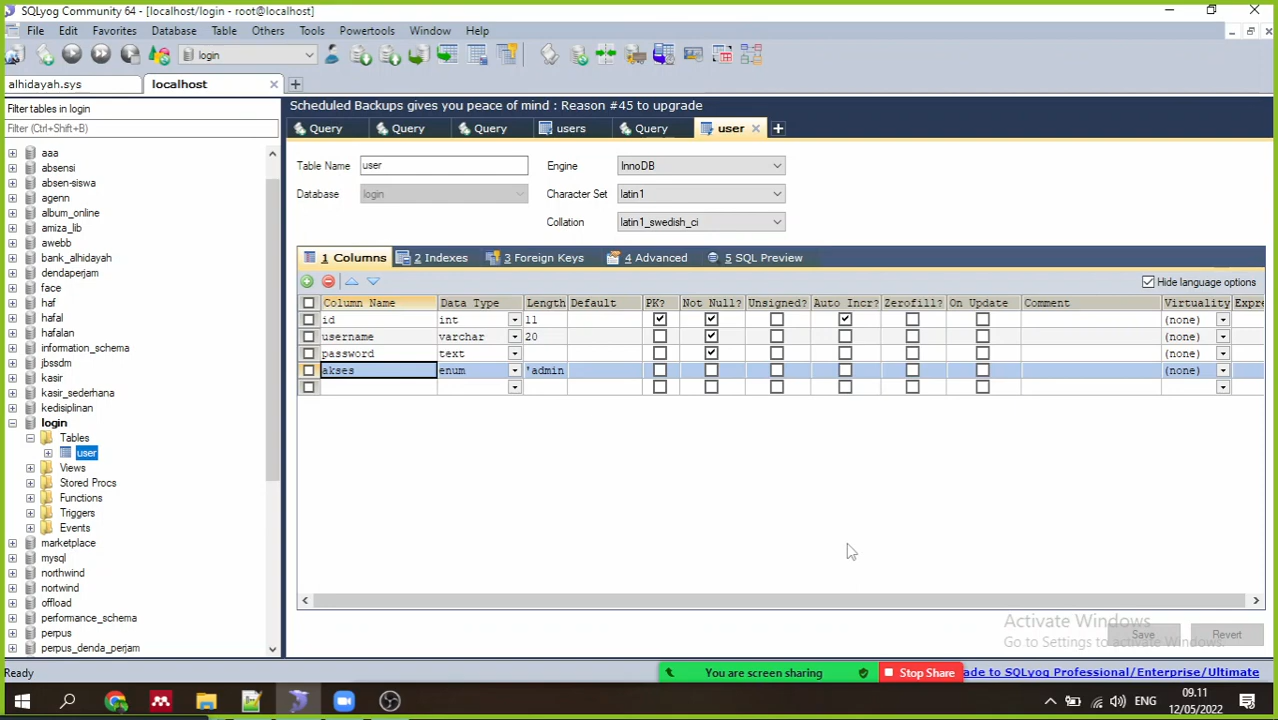 SQLyog Community 64 - [localhost/login - root@localhost]
File Edit Favorites Database Table Others Tools Powertools Window Help
login
alhidayah.sys localhost
Filter tables in login
Filter (Ctrl+Shift+B)
aaa
absensi
absen-siswa
agenn
album_online
amiza_lib
awebb
bank_alhidayah
dendaperjam
face
haf
hafal
hafalan
information_schema
jbssdm
kasir
kasir_sederhana
kedisiplinan
login
Tables
user
Views
Stored Procs
Functions
Triggers
Events
marketplace
mysql
northwind
nortwind
offload
performance_schema
perpus
perpus_denda_perjam
Scheduled Backups gives you peace of mind : Reason #45 to upgrade
Query Query Query users Query user
Table Name user Engine InnoDB
Database login Character Set latin1
Collation latin1_swedish_ci
1 Columns 2 Indexes 3 Foreign Keys 4 Advanced 5 SQL Preview
Hide language options
Column Name Data Type Length Default PK? Not Null? Unsigned? Auto Incr? Zerofill? On Update Comment Virtuality Expre
id int 11 (none)
username varchar 20 (none)
password text (none)
akses enum 'admin (none)
Activate Windows
Go to Settings to activate Windows.
Save Revert
Ready
You are screen sharing Stop Share ade to SQLyog Professional/Enterprise/Ultimate
ENG
09.11
12/05/2022